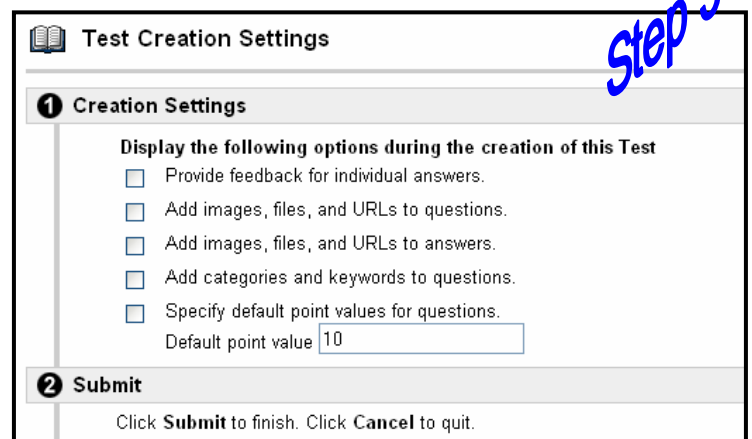 Test Creation Settings
Step
1 Creation Settings
Display the following options during the creation of this Test
Provide feedback for individual answers.
Add images, files, and URLs to questions.
Add images, files, and URLs to answers.
Add categories and keywords to questions.
Specify default point values for questions.
Default point value 10
2 Submit
Click Submit to finish. Click Cancel to quit.